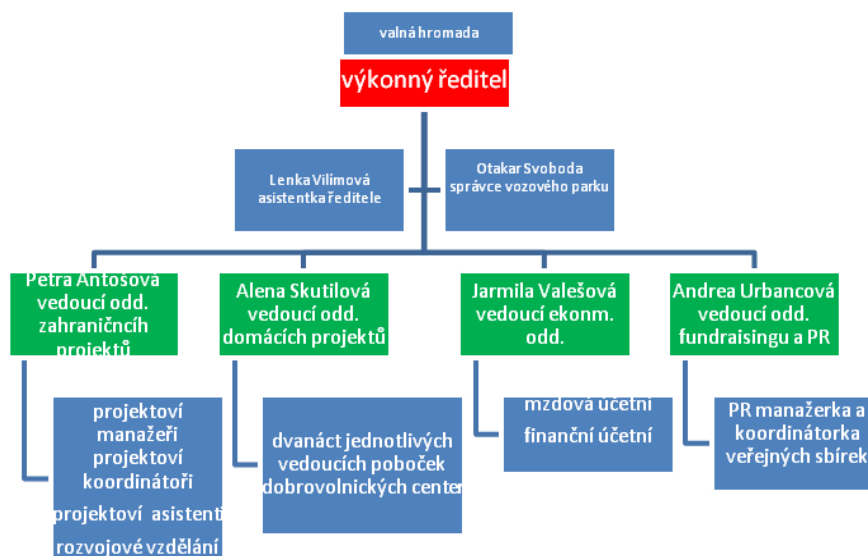 valná hromada
výkonný ředitel
Lenka Vilímová
asistentka ředitele
Otakar Svoboda
správce vozového parku
Petra Antošová
vedoucí odd.
zahraničncíh
projektů
Alena Skutilová
vedoucí odd.
domácích projektů
Jarmila Valešová
vedoucí ekonm.
odd.
Andrea Urbancová
vedoucí odd.
fundraisingu a PR
projektoví
manažeři
projektoví
koordinátoři
projektoví asistenti
rozvojové vzdělání
dvanáct jednotlivých
vedoucích poboček
dobrovolnických center
mzdová účetní
finanční účetní
PR manažerka a
koordinátorka
veřejných sbírek